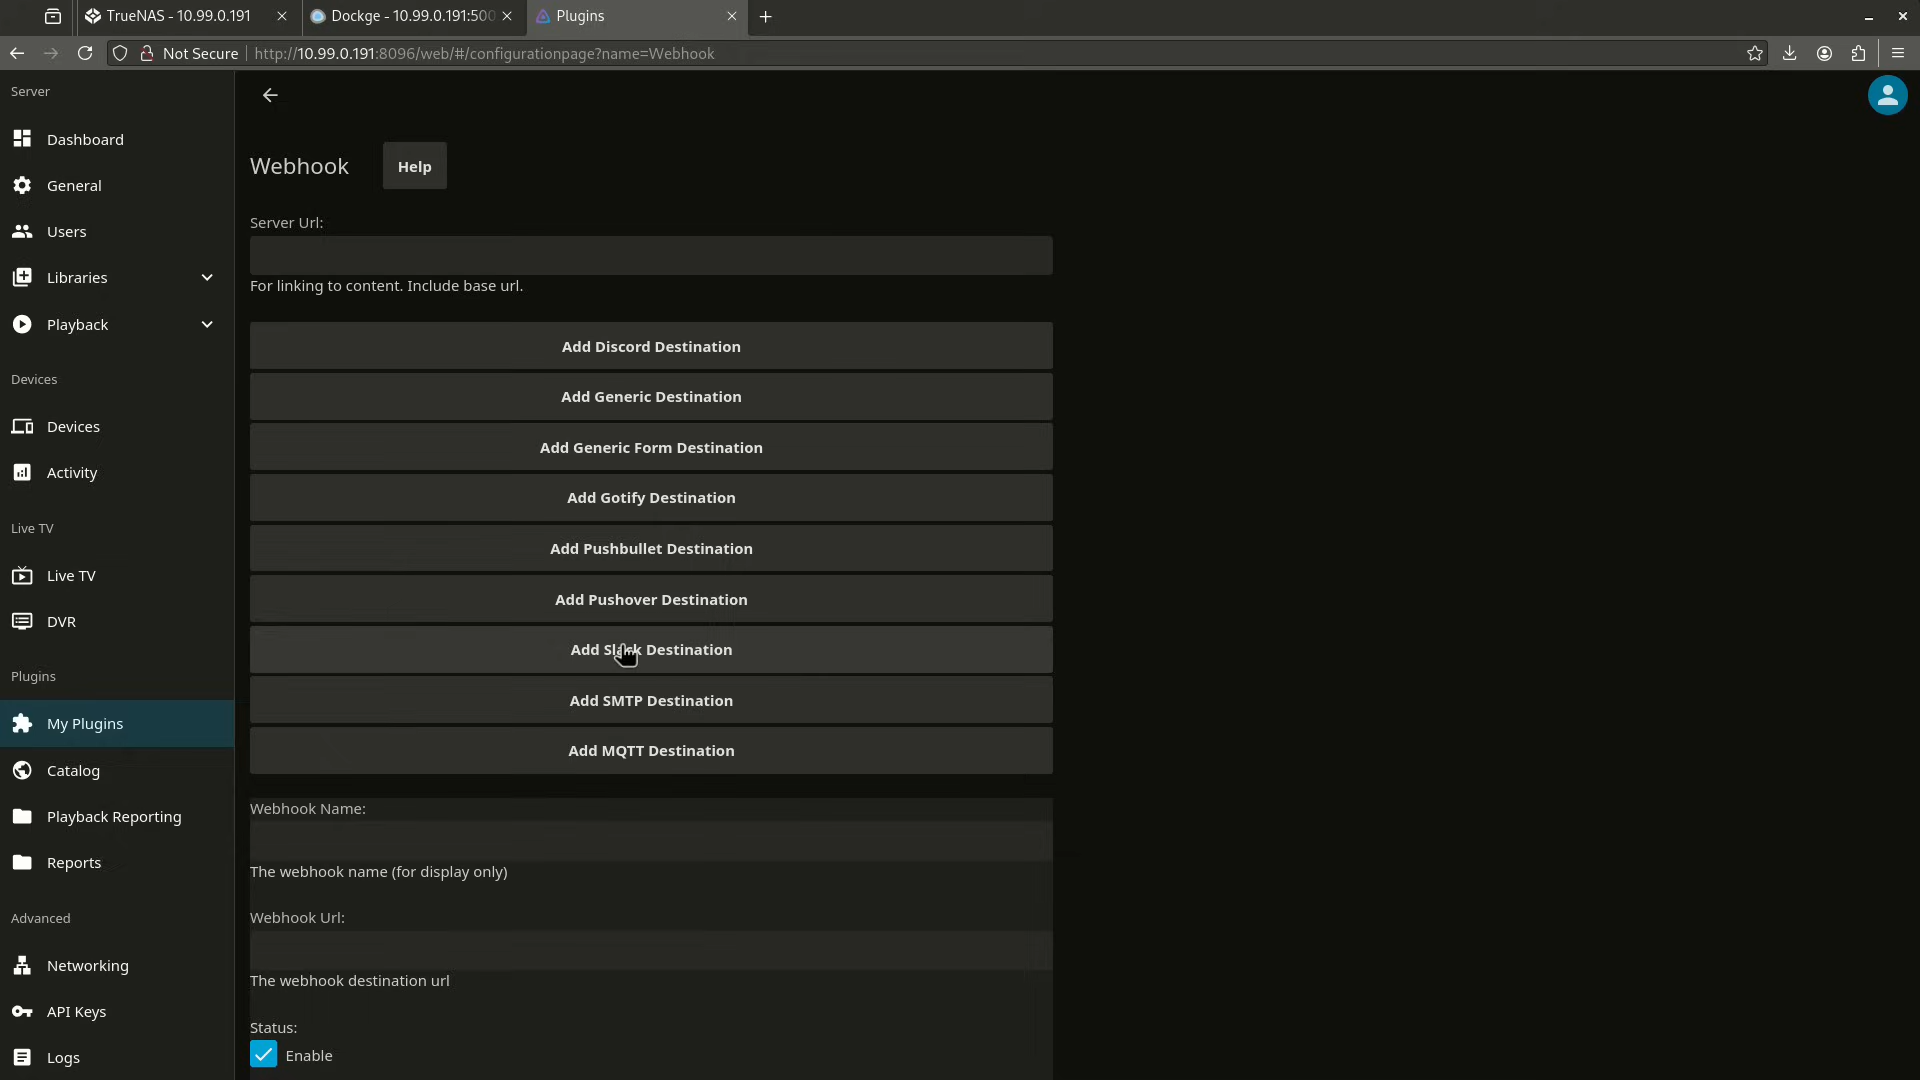 TrueNAS - 10.99.0.191
Dockge - 10.99.0.191:500
Plugins
Not Secure
http://10.99.0.191:8096/web/#/configurationpage?name=Webhook
Server
Dashboard
General
Users
Libraries
Playback
Devices
Devices
Activity
Live TV
Live TV
DVR
Plugins
My Plugins
Catalog
Playback Reporting
Reports
Advanced
Networking
API Keys
Logs
Webhook
Help
Server Url:
For linking to content. Include base url.
Add Discord Destination
Add Generic Destination
Add Generic Form Destination
Add Gotify Destination
Add Pushbullet Destination
Add Pushover Destination
Add Slack Destination
Add SMTP Destination
Add MQTT Destination
Webhook Name:
The webhook name (for display only)
Webhook Url:
The webhook destination url
Status:
Enable